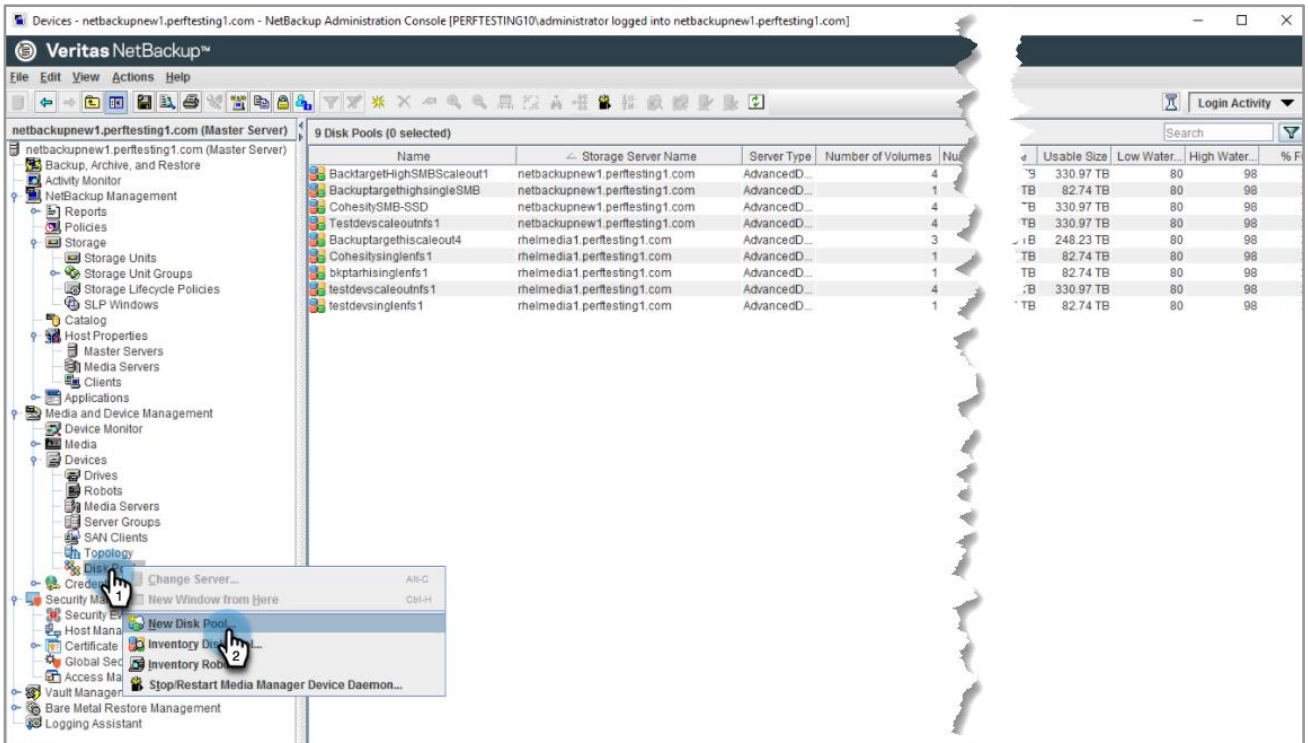 Devices - netbackupnew1.perftesting1.com - NetBackup Administration Console [PERFTESTING10\administrator logged into netbackupnew1.perftesting1.com]
Veritas NetBackup™
File Edit View Actions Help
Login Activity
netbackupnew1.perftesting1.com (Master Server)
9 Disk Pools (0 selected)
Search
netbackupnew1.perftesting1.com (Master Server)
Backup, Archive, and Restore
Activity Monitor
NetBackup Management
Reports
Policies
Storage
Storage Units
Storage Unit Groups
Storage Lifecycle Policies
SLP Windows
Catalog
Host Properties
Master Servers
Media Servers
Clients
Applications
Media and Device Management
Device Monitor
Media
Devices
Drives
Robots
Media Servers
Server Groups
SAN Clients
Topology
Disk
Security
Host
Certificate
Global
Access
Vault
Bare Metal Restore Management
Logging Assistant
Name Storage Server Name Server Type Number of Volumes Usable Size Low Water... High Water... %
BacktargetHighSMBScaleout1 netbackupnew1.perftesting1.com AdvancedD... 4 330.97 TB 80 98
BackuptargethighsingleSMB netbackupnew1.perftesting1.com AdvancedD... 1 TB 82.74 TB 80 98
CohesitySMB-SSD netbackupnew1.perftesting1.com AdvancedD... 4 330.97 TB 80 98
Testdevscaleoutnfs1 netbackupnew1.perftesting1.com AdvancedD... 4 TB 330.97 TB 80 98
Backuptargethiscaleout4 rhelmedia1.perftesting1.com AdvancedD... 3 248.23 TB 80 98
Cohesitysinglenfs1 rhelmedia1.perftesting1.com AdvancedD... 1 TB 82.74 TB 80 98
bkptarhisinglenfs1 rhelmedia1.perftesting1.com AdvancedD... 1 TB 82.74 TB 80 98
testdevscaleoutnfs1 rhelmedia1.perftesting1.com AdvancedD... 4 330.97 TB 80 98
testdevsinglenfs1 rhelmedia1.perftesting1.com AdvancedD... 1 TB 82.74 TB 80 98
Change Server... Alt-C
New Window from Here Ctrl-H
New Disk Pool...
Inventory
Inventory
Stop/Restart Media Manager Device Daemon...
1
2